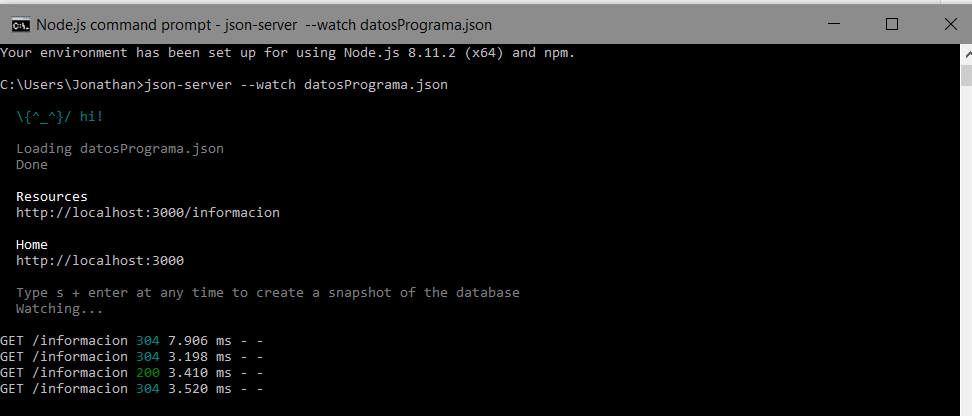 Node.js command prompt - json-server --watch datosPrograma.json
Your environment has been set up for using Node.js 8.11.2 (x64) and npm.
C:\Users\Jonathan>json-server --watch datosPrograma.json
\{^_^}/ hi!
Loading datosPrograma.json
Done
Resources
http://localhost:3000/informacion
Home
http://localhost:3000
Type s + enter at any time to create a snapshot of the database
Watching...
GET /informacion 304 7.906 ms - -
GET /informacion 304 3.198 ms - -
GET /informacion 200 3.410 ms - -
GET /informacion 304 3.520 ms - -